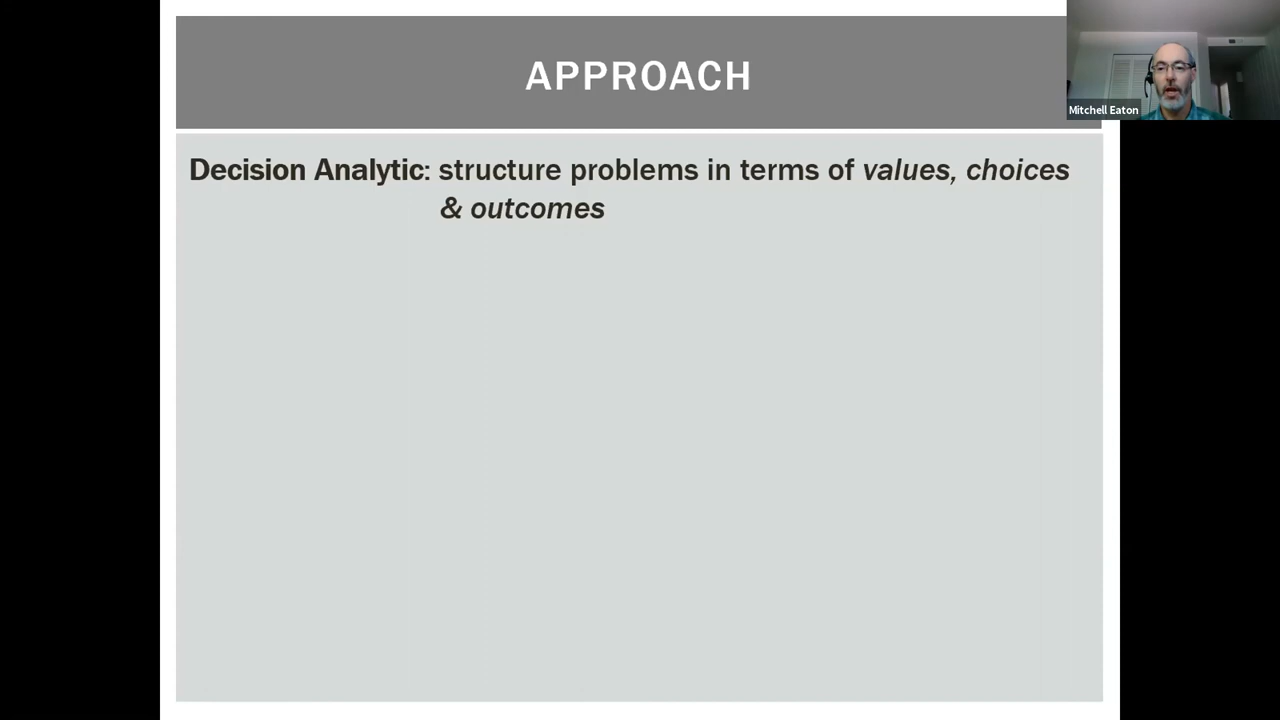 APPROACH
Mitchell Eaton
Decision Analytic: structure problems in terms of values, choices
& outcomes